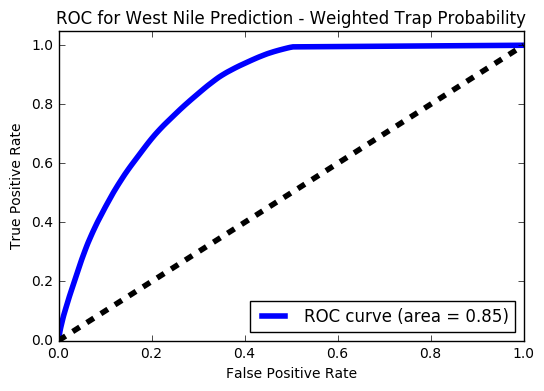 ROC for West Nile Prediction - Weighted Trap Probability
1.0
0.8
0.6
0.4
0.2
0.0
True Positive Rate
ROC curve (area = 0.85)
0.0 0.2 0.4 0.6 0.8 1.0
False Positive Rate